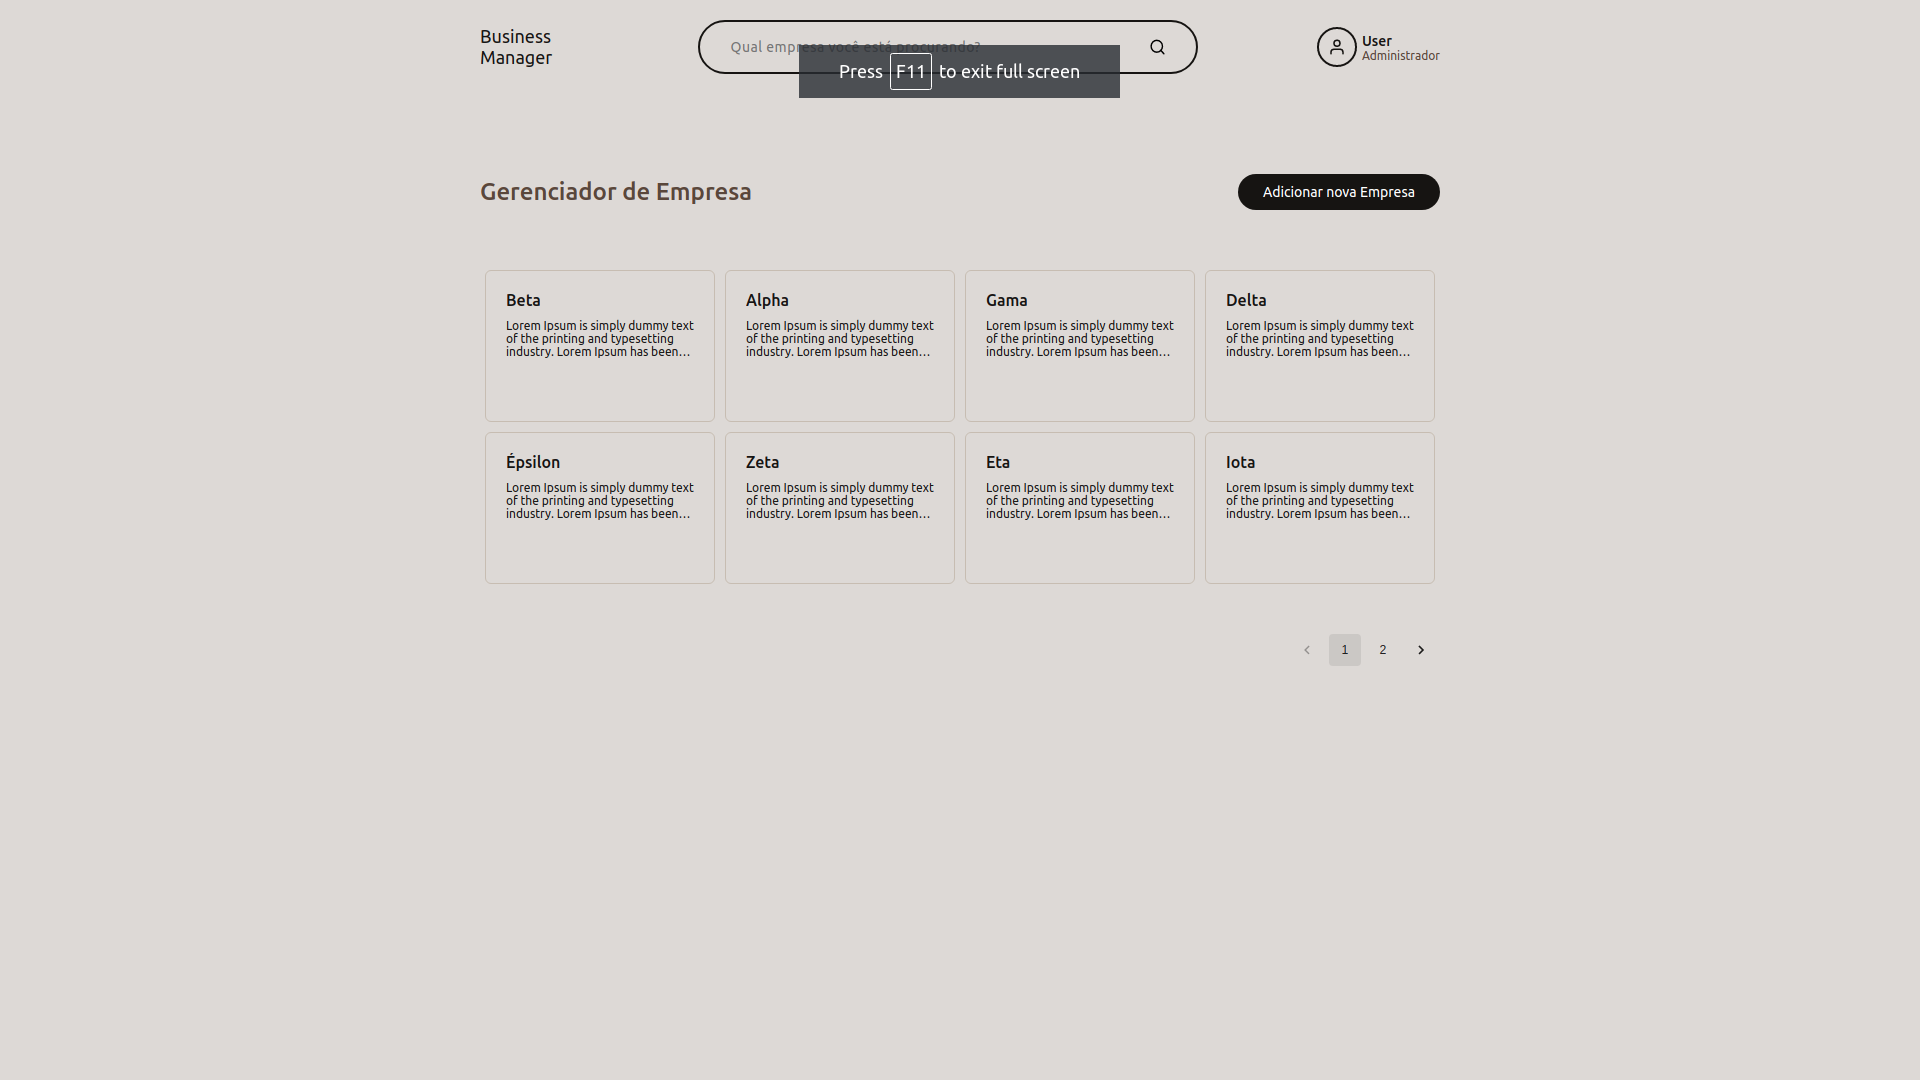 Business
Manager
Qual empresa você está procurando?
Press F11 to exit full screen
User
Administrador
Gerenciador de Empresa
Adicionar nova Empresa
Beta
Lorem Ipsum is simply dummy text
of the printing and typesetting
industry. Lorem Ipsum has been...
Alpha
Lorem Ipsum is simply dummy text
of the printing and typesetting
industry. Lorem Ipsum has been...
Gama
Lorem Ipsum is simply dummy text
of the printing and typesetting
industry. Lorem Ipsum has been...
Delta
Lorem Ipsum is simply dummy text
of the printing and typesetting
industry. Lorem Ipsum has been...
Épsilon
Lorem Ipsum is simply dummy text
of the printing and typesetting
industry. Lorem Ipsum has been...
Zeta
Lorem Ipsum is simply dummy text
of the printing and typesetting
industry. Lorem Ipsum has been...
Eta
Lorem Ipsum is simply dummy text
of the printing and typesetting
industry. Lorem Ipsum has been...
Iota
Lorem Ipsum is simply dummy text
of the printing and typesetting
industry. Lorem Ipsum has been...
1 2